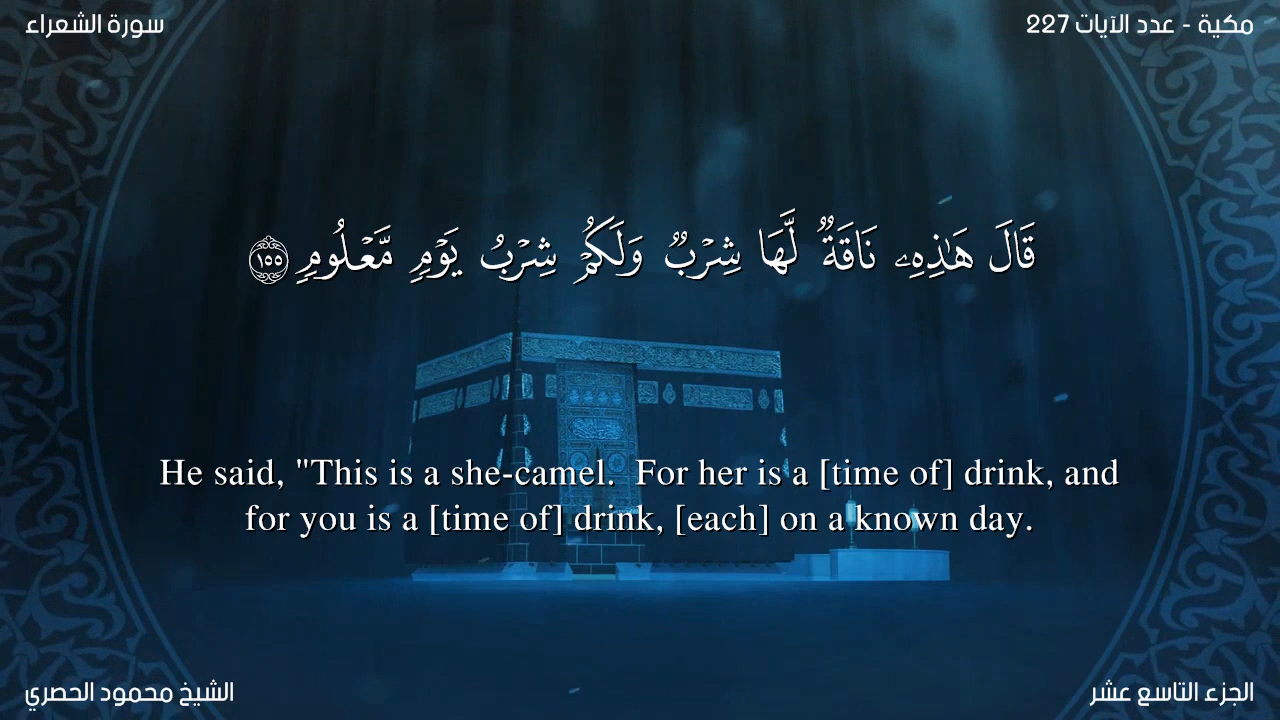 سورة الشعراء
مكية - عدد الآيات 227
قَالَ هَٰذِهِۦ نَاقَةٌ لَّهَا شِرْبٌ وَلَكُمْ شِرْبُ يَوْمٍ مَّعْلُومٍ ١٥٥
He said, "This is a she-camel.  For her is a [time of] drink, and
for you is a [time of] drink, [each] on a known day.
الشيخ محمود الحصري
الجزء التاسع عشر